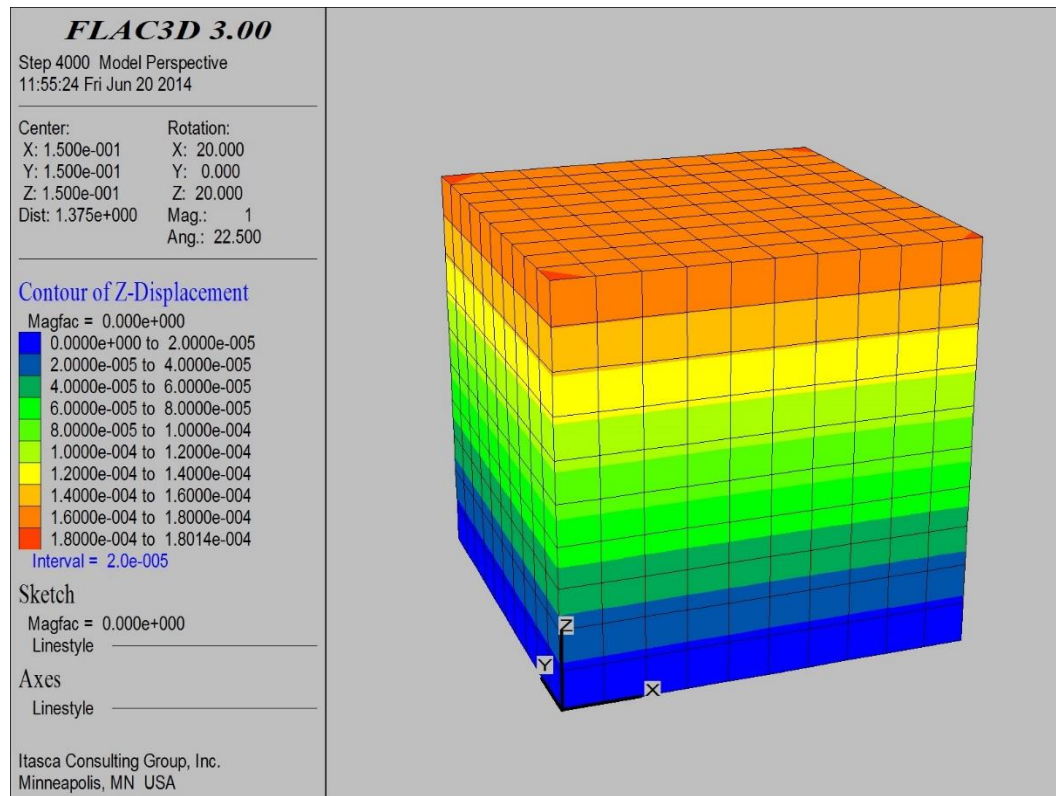 FLAC3D 3.00
Step 4000 Model Perspective
11:55:24 Fri Jun 20 2014
Center: Rotation:
X: 1.500e-001 X: 20.000
Y: 1.500e-001 Y: 0.000
Z: 1.500e-001 Z: 20.000
Dist: 1.375e+000 Mag.: 1
Ang.: 22.500
Contour of Z-Displacement
Magfac = 0.000e+000
0.0000e+000 to 2.0000e-005
2.0000e-005 to 4.0000e-005
4.0000e-005 to 6.0000e-005
6.0000e-005 to 8.0000e-005
8.0000e-005 to 1.0000e-004
1.0000e-004 to 1.2000e-004
1.2000e-004 to 1.4000e-004
1.4000e-004 to 1.6000e-004
1.6000e-004 to 1.8000e-004
1.8000e-004 to 1.8014e-004
Interval = 2.0e-005
Sketch
Magfac = 0.000e+000
Linestyle
Axes
Linestyle
Itasca Consulting Group, Inc.
Minneapolis, MN USA
Z
Y
X